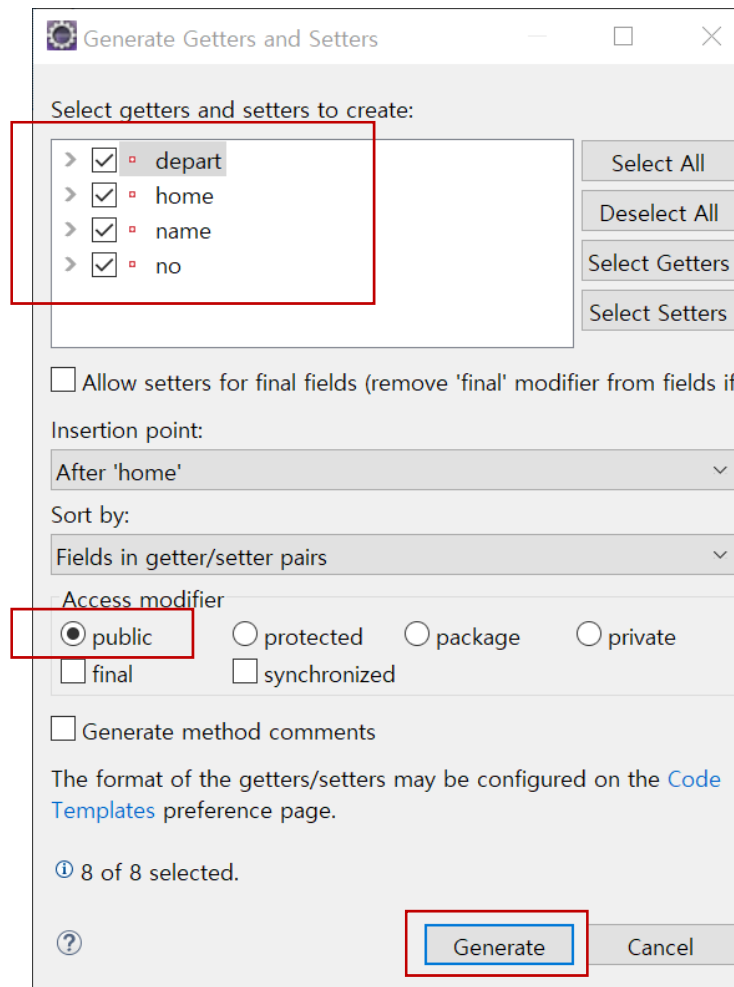 Generate Getters and Setters
Select getters and setters to create:
depart
home
name
no
Select All
Deselect All
Select Getters
Select Setters
Allow setters for final fields (remove 'final' modifier from fields if
Insertion point:
After 'home'
Sort by:
Fields in getter/setter pairs
Access modifier
public protected package private
final synchronized
Generate method comments
The format of the getters/setters may be configured on the Code
Templates preference page.
8 of 8 selected.
Generate Cancel